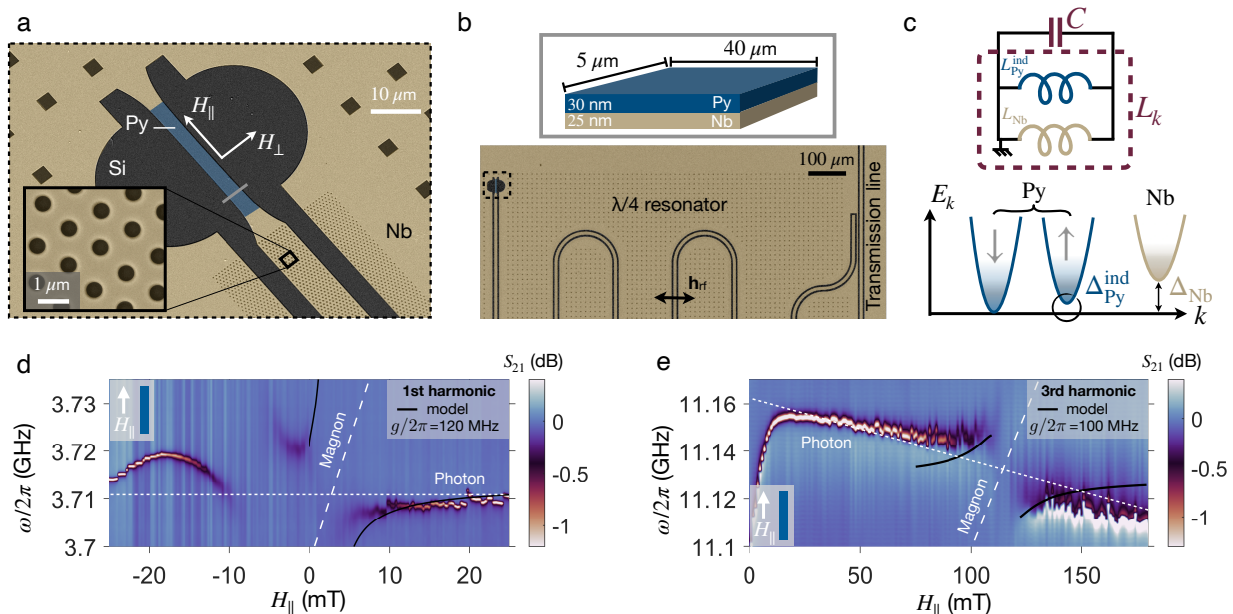 a
H∥
Py
H⊥
10 μm
Si
Nb
1 μm
b
5 μm
40 μm
30 nm
Py
25 nm
Nb
100 μm
λ/4 resonator
h_rf
Transmission line
c
C
L_Py^ind
L_Nb
L_k
E_k
Py
Nb
Δ_Py^ind
Δ_Nb
k
d
S21 (dB)
1st harmonic
model
g/2π =120 MHz
H∥
Magnon
Photon
3.73
3.72
3.71
3.7
ω/2π (GHz)
-20
-10
0
10
20
H∥ (mT)
0
-0.5
-1
e
S21 (dB)
3rd harmonic
model
g/2π =100 MHz
Photon
Magnon
H∥
11.16
11.14
11.12
11.1
ω/2π (GHz)
0
50
100
150
H∥ (mT)
0
-0.5
-1